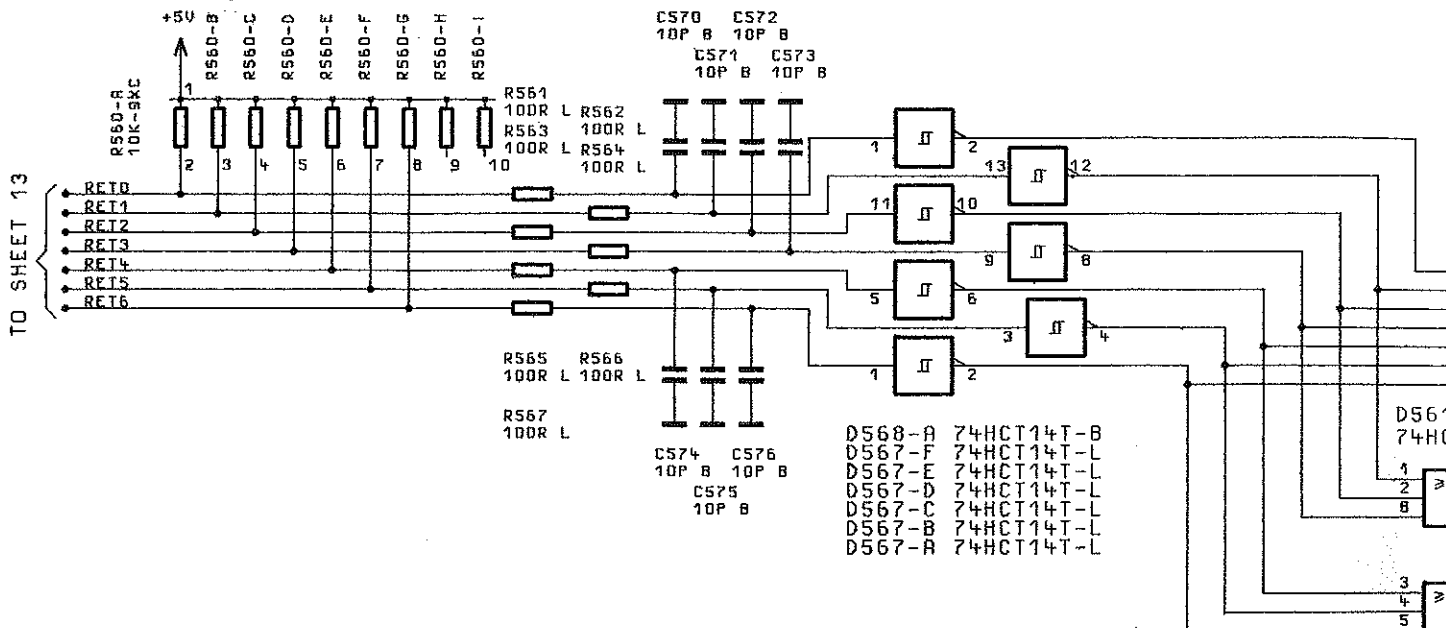 +5V
R560-B
R560-C
R560-D
R560-E
R560-F
R560-G
R560-H
R560-I
R560-A
10K-9XC
1
2
3
4
5
6
7
8
9
10
R561
100R L
R562
100R L
R563
100R L
R564
100R L
C570
10P B
C572
10P B
C571
10P B
C573
10P B
TO SHEET 13
RET0
RET1
RET2
RET3
RET4
RET5
RET6
1
2
13
12
11
10
9
8
5
6
3
4
1
2
R565
100R L
R566
100R L
R567
100R L
C574
10P B
C576
10P B
C575
10P B
D568-A 74HCT14T-B
D567-F 74HCT14T-L
D567-E 74HCT14T-L
D567-D 74HCT14T-L
D567-C 74HCT14T-L
D567-B 74HCT14T-L
D567-A 74HCT14T-L
D561
74HC
1
2
8
≥
3
4
5
≥